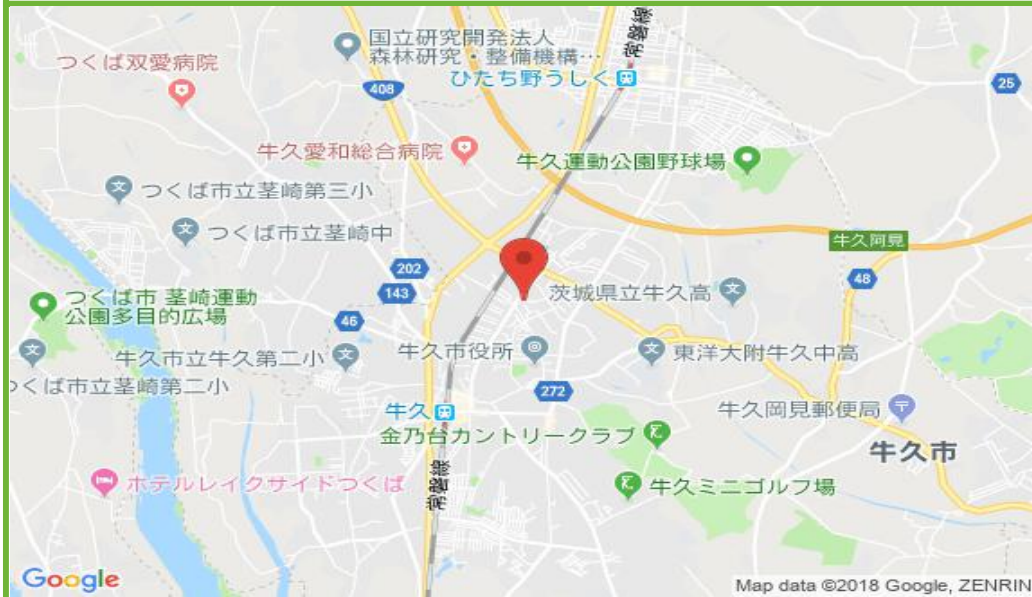 国立研究開発法人
森林研究・整備機構…
常磐線
つくば双愛病院
ひたち野うしく
408
25
牛久愛和総合病院
牛久運動公園野球場
つくば市立茎崎第三小
つくば市立茎崎中
牛久阿見
202
茨城県立牛久高
48
143
つくば市 茎崎運動
公園多目的広場
46
牛久市役所
牛久市立牛久第二小
東洋大附牛久中高
つくば市立茎崎第二小
272
牛久
牛久岡見郵便局
金乃台カントリークラブ
牛久市
常磐線
ホテルレイクサイドつくば
牛久ミニゴルフ場
Google
Map data ©2018 Google, ZENRIN